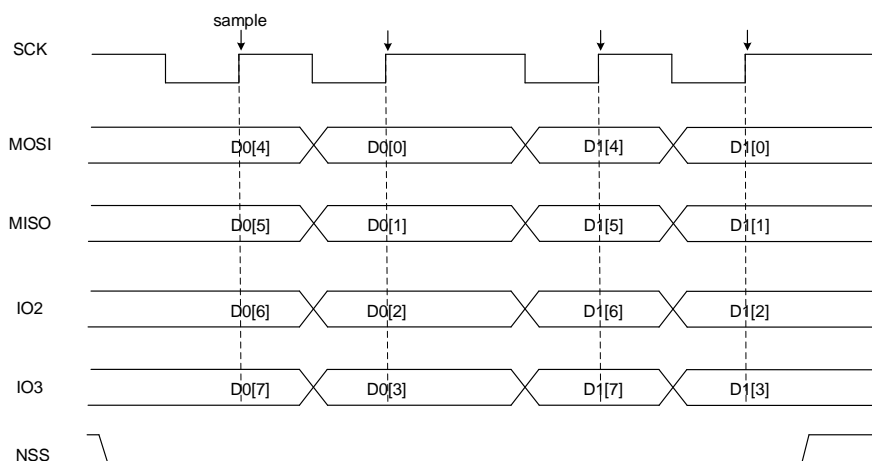 sample
SCK
MOSI D0[4] D0[0] D1[4] D1[0]
MISO D0[5] D0[1] D1[5] D1[1]
IO2 D0[6] D0[2] D1[6] D1[2]
IO3 D0[7] D0[3] D1[7] D1[3]
NSS